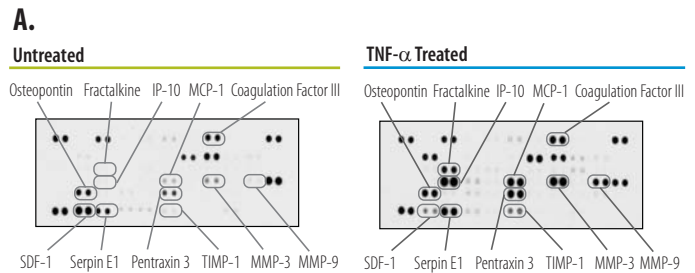 A.
Untreated
TNF-α Treated
Osteopontin Fractalkine IP-10 MCP-1 Coagulation Factor III
Osteopontin Fractalkine IP-10 MCP-1 Coagulation Factor III
SDF-1 Serpin E1 Pentraxin 3 TIMP-1 MMP-3 MMP-9
SDF-1 Serpin E1 Pentraxin 3 TIMP-1 MMP-3 MMP-9